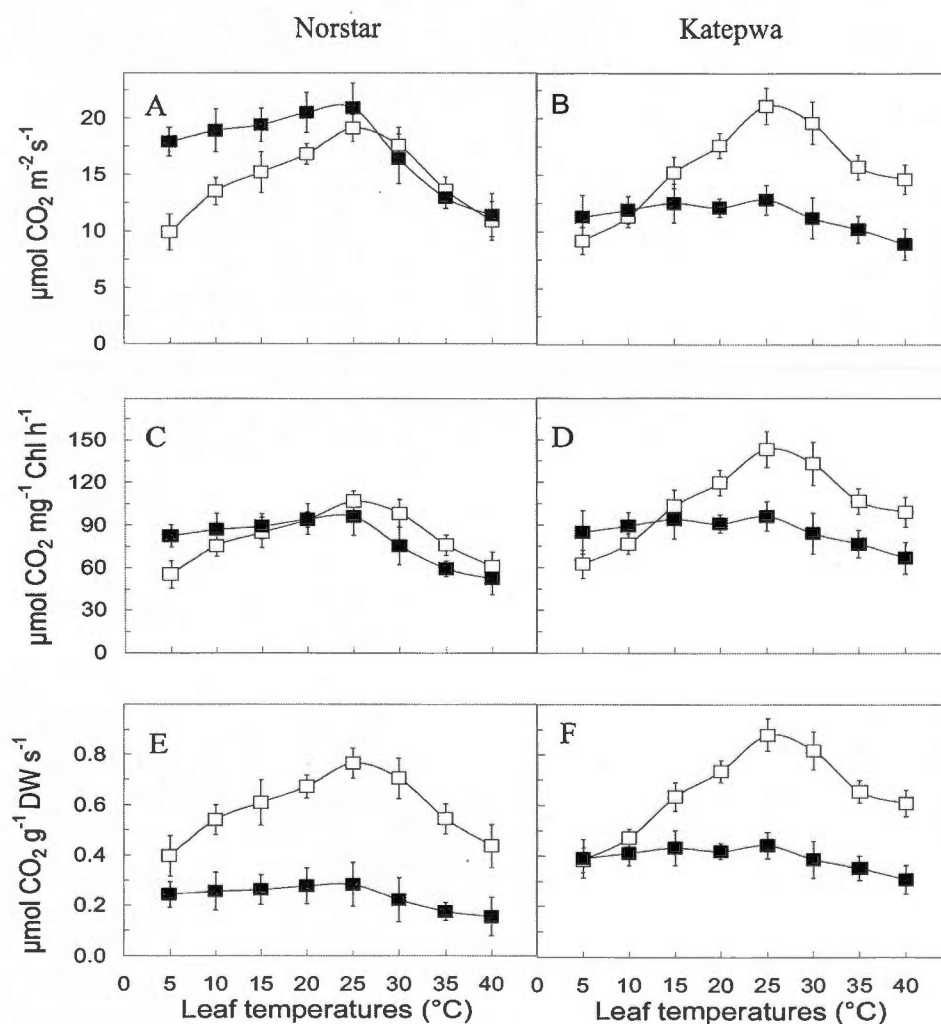 Norstar Katepwa
A B
µmol CO₂ m⁻² s⁻¹
20
15
10
5
0
C D
µmol CO₂ mg⁻¹ Chl h⁻¹
150
120
90
60
30
0
E F
µmol CO₂ g⁻¹ DW s⁻¹
0.8
0.6
0.4
0.2
0.0
0 5 10 15 20 25 30 35 40 0 5 10 15 20 25 30 35 40
Leaf temperatures (°C) Leaf temperatures (°C)